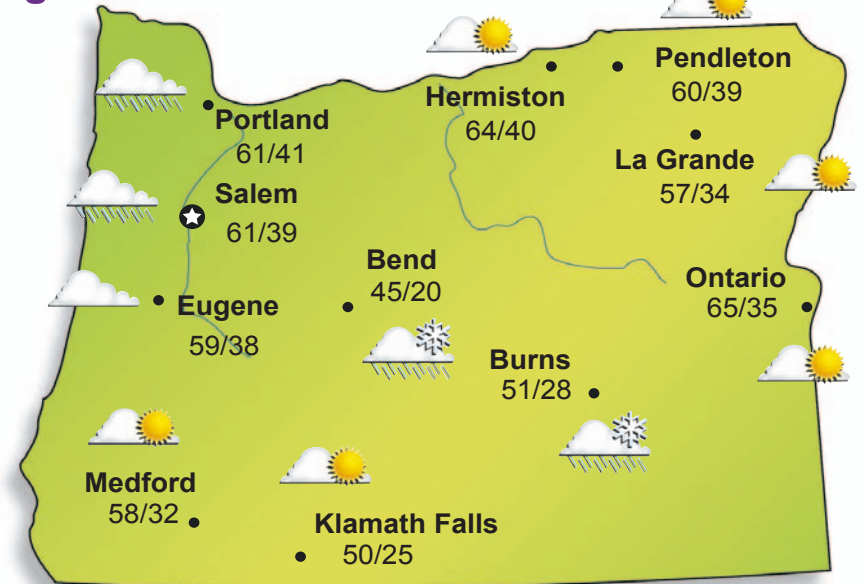 g
Pendleton
60/39
Hermiston
64/40
Portland
61/41
La Grande
57/34
Salem
61/39
Bend
45/20
Ontario
65/35
Eugene
59/38
Burns
51/28
Medford
58/32
Klamath Falls
50/25